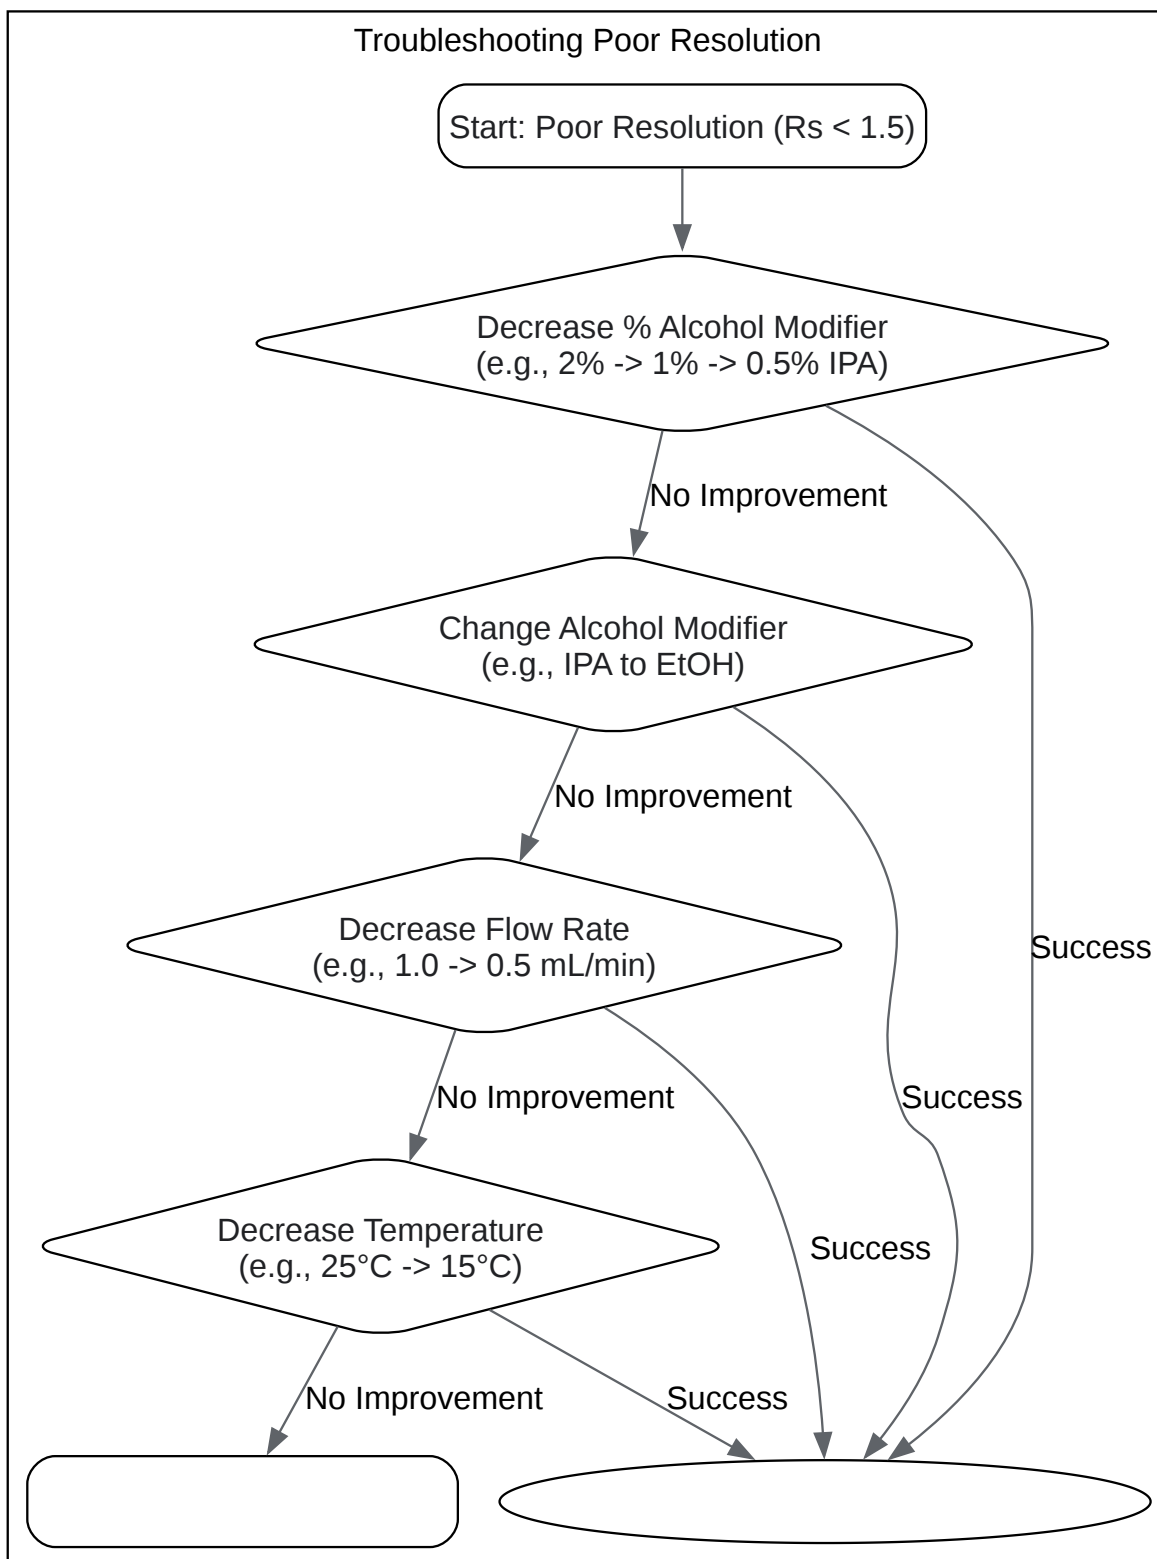 Troubleshooting Poor Resolution
Start: Poor Resolution (Rs < 1.5)
Decrease % Alcohol Modifier
(e.g., 2% -> 1% -> 0.5% IPA)
No Improvement
Change Alcohol Modifier
(e.g., IPA to EtOH)
No Improvement
Decrease Flow Rate
(e.g., 1.0 -> 0.5 mL/min)
Success
No Improvement
Success
Decrease Temperature
(e.g., 25°C -> 15°C)
Success
No Improvement
Success